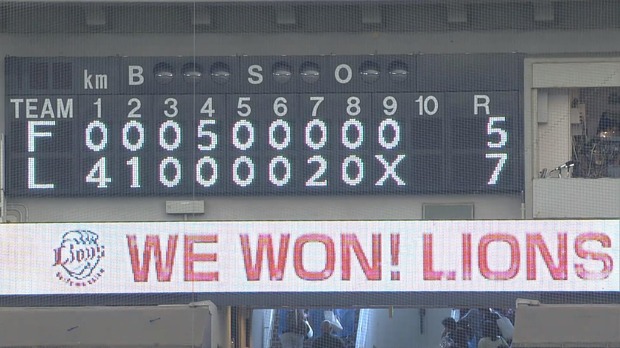 km B S O
TEAM 1 2 3 4 5 6 7 8 9 10 R
F 0 0 0 5 0 0 0 0 0 5
L 4 1 0 0 0 0 2 0 X 7
Lions WE WON! LIONS